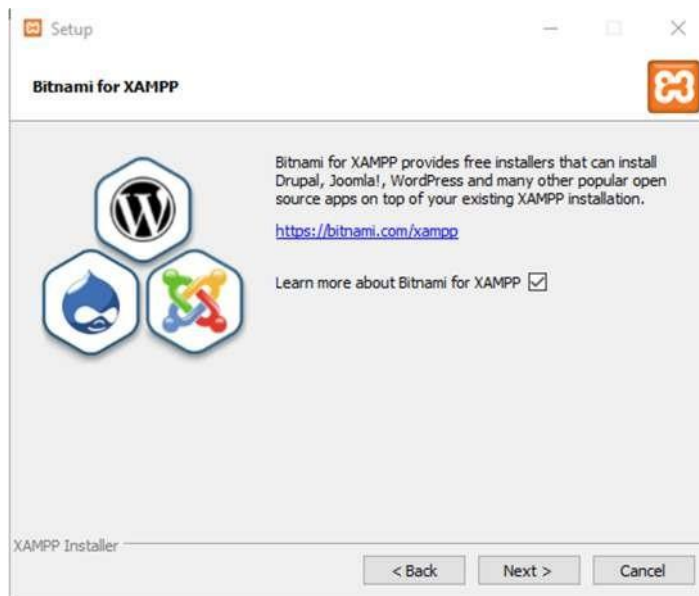 Setup
Bitnami for XAMPP
Bitnami for XAMPP provides free installers that can install
Drupal, Joomla!, WordPress and many other popular open
source apps on top of your existing XAMPP installation.
https://bitnami.com/xampp
Learn more about Bitnami for XAMPP
XAMPP Installer
< Back
Next >
Cancel